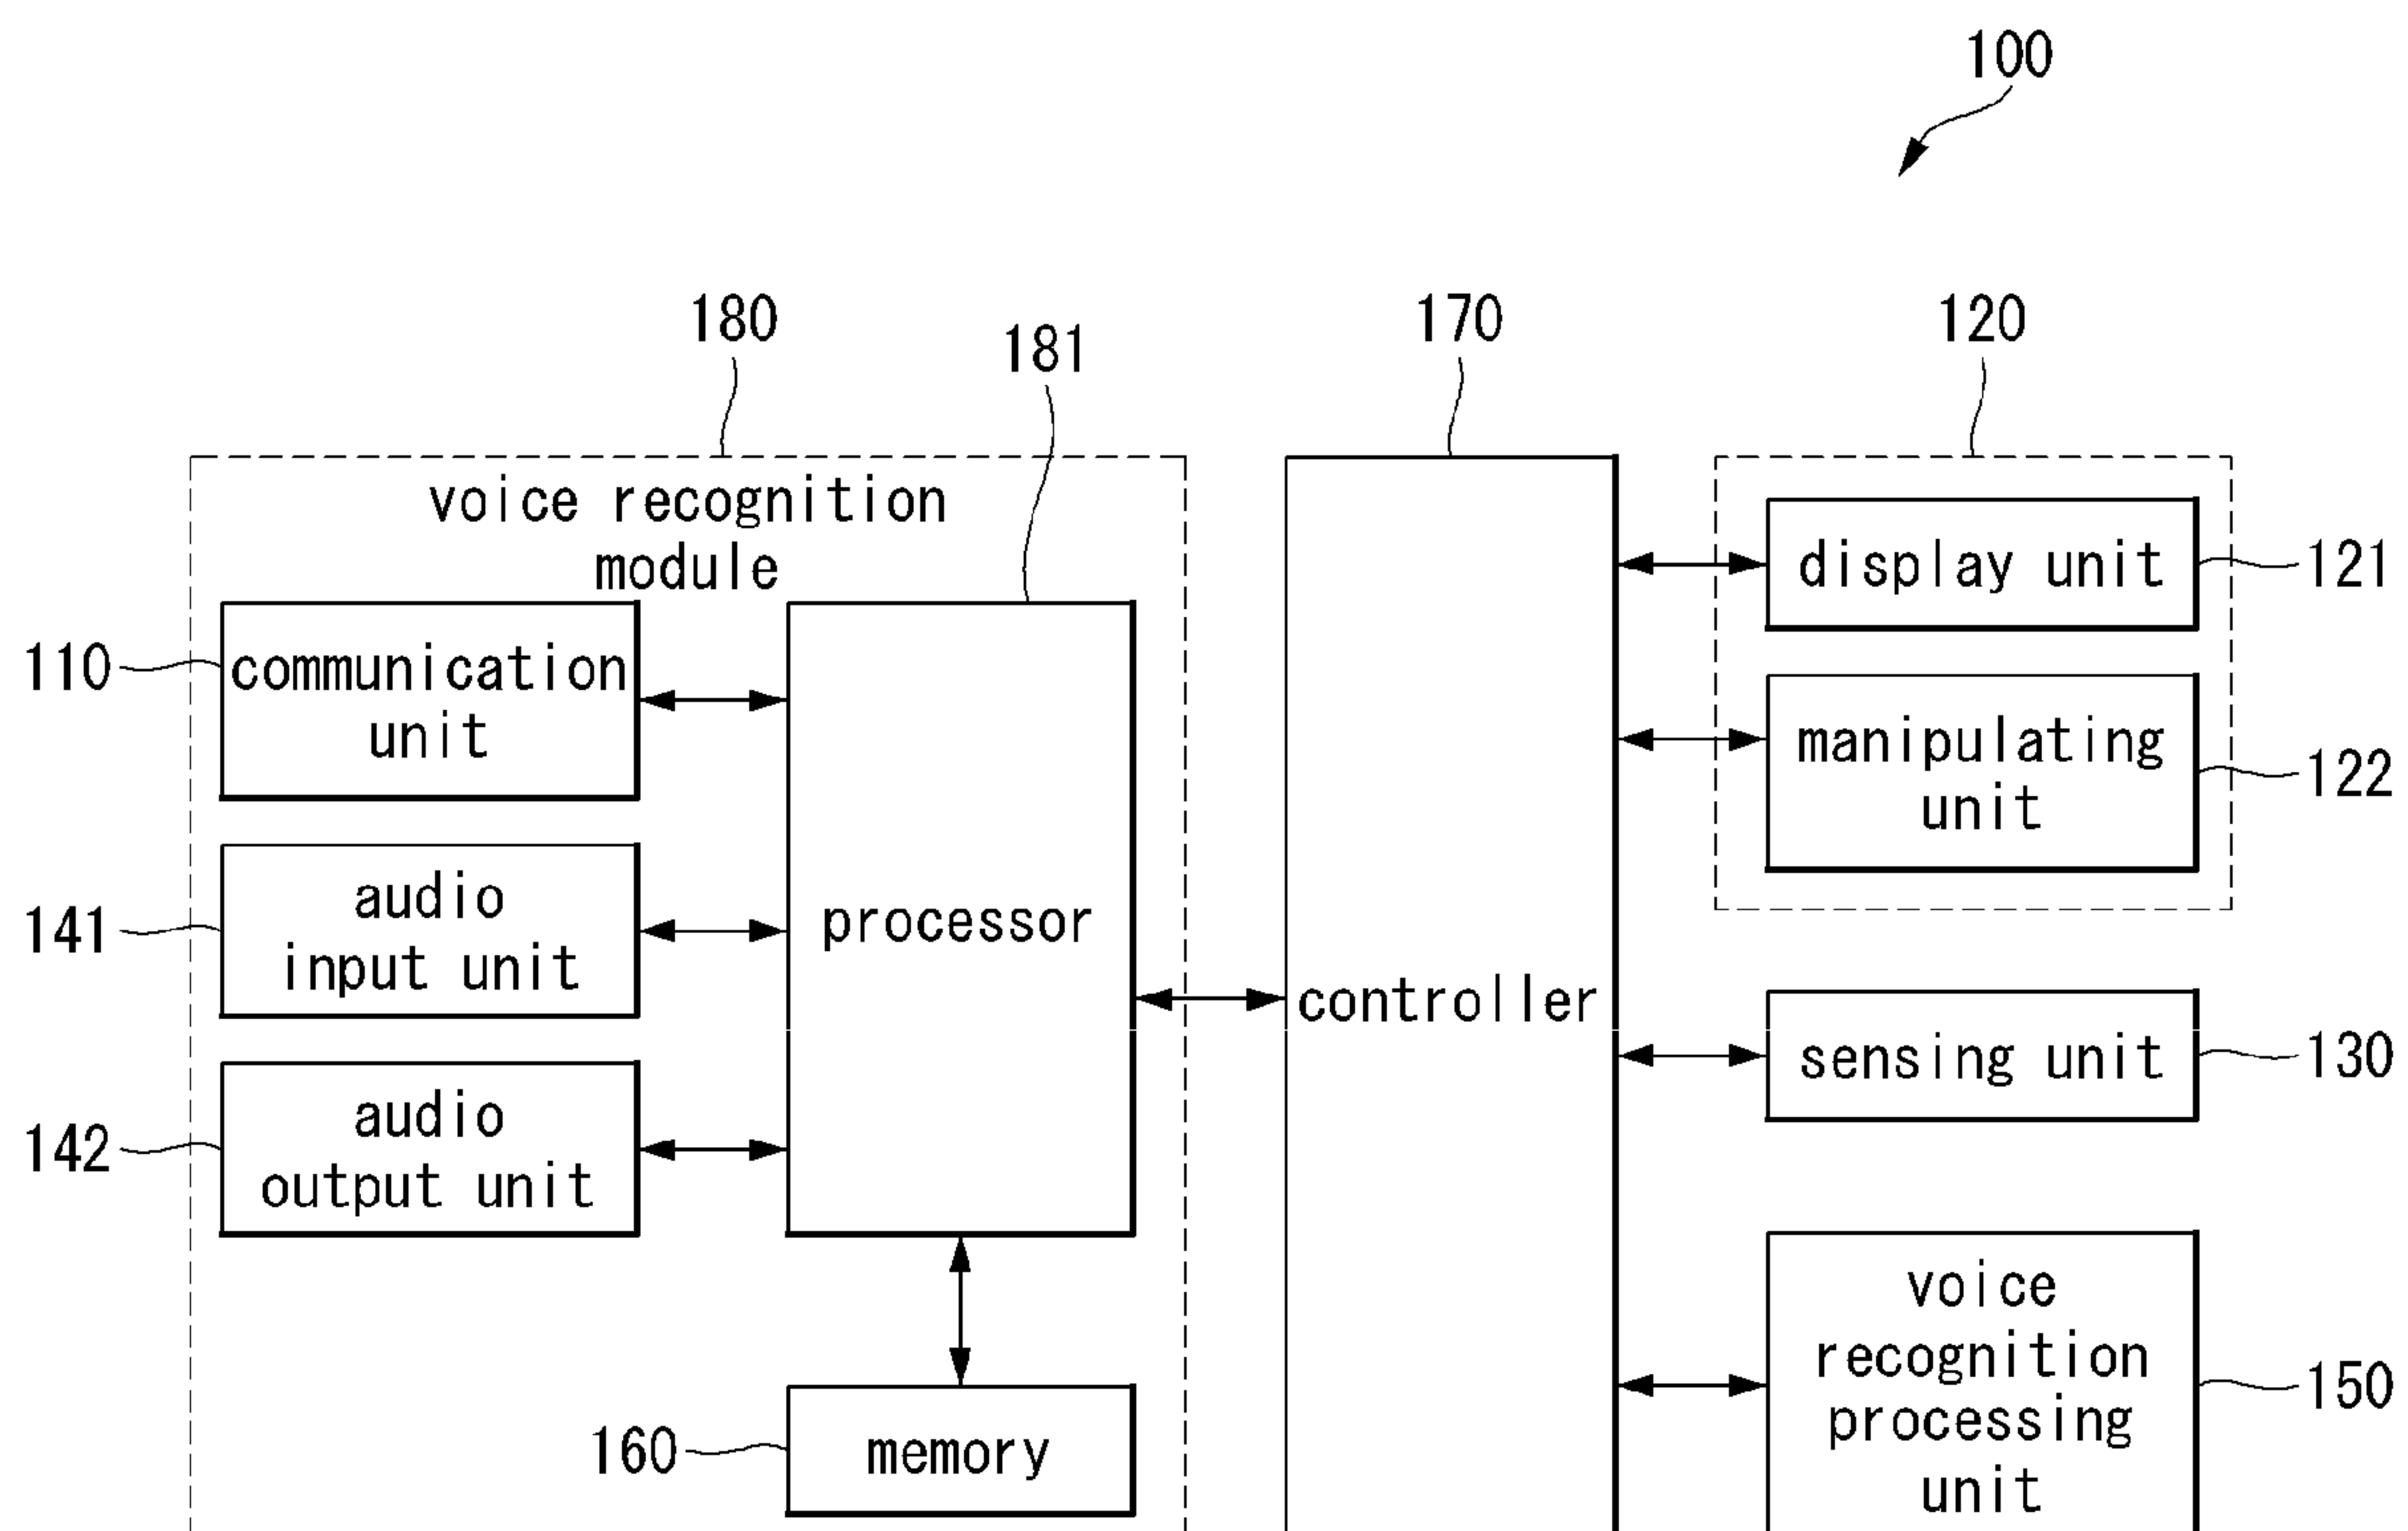 100
180
181
170
120
voice recognition
module
display unit
121
110
communication
unit
manipulating
unit
122
141
audio
input unit
processor
controller
sensing unit
130
142
audio
output unit
voice
recognition
processing
unit
150
160
memory